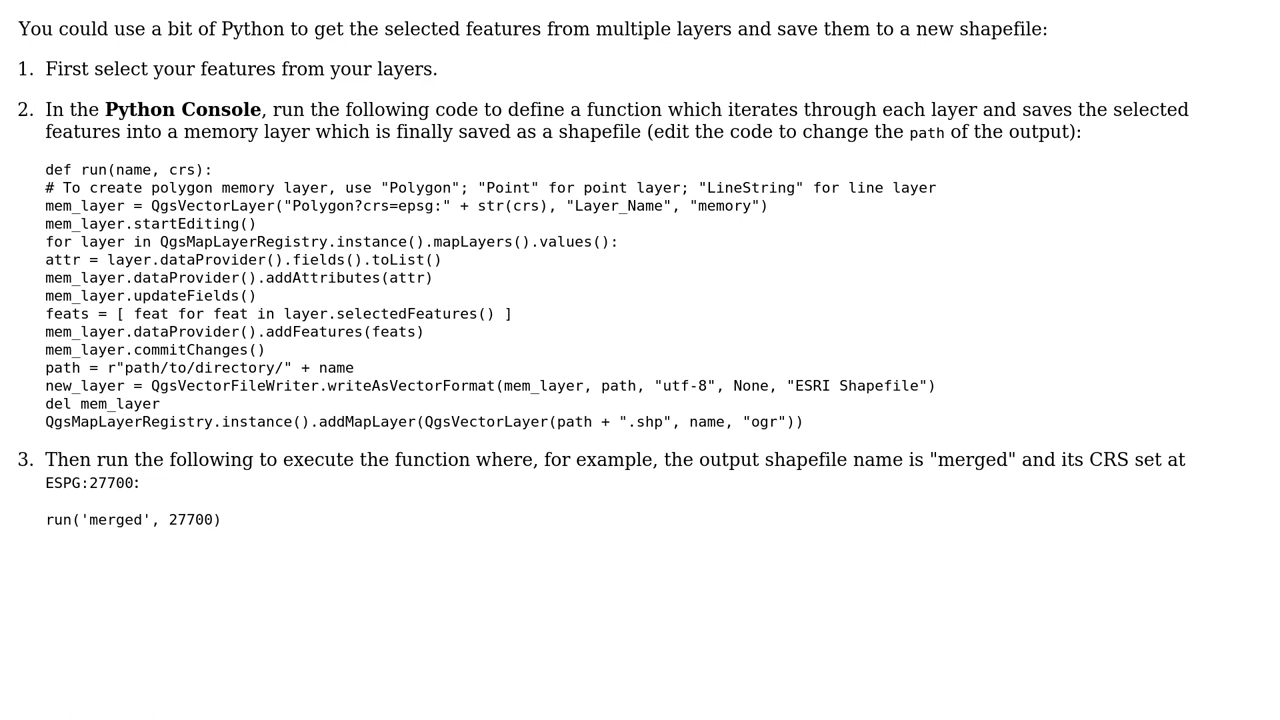 You could use a bit of Python to get the selected features from multiple layers and save them to a new shapefile:
1. First select your features from your layers.
2. In the Python Console, run the following code to define a function which iterates through each layer and saves the selected
features into a memory layer which is finally saved as a shapefile (edit the code to change the path of the output):
def run(name, crs):
# To create polygon memory layer, use "Polygon"; "Point" for point layer; "LineString" for line layer
mem_layer = QgsVectorLayer("Polygon?crs=epsg:" + str(crs), "Layer_Name", "memory")
mem_layer.startEditing()
for layer in QgsMapLayerRegistry.instance().mapLayers().values():
attr = layer.dataProvider().fields().toList()
mem_layer.dataProvider().addAttributes(attr)
mem_layer.updateFields()
feats = [ feat for feat in layer.selectedFeatures() ]
mem_layer.dataProvider().addFeatures(feats)
mem_layer.commitChanges()
path = r"path/to/directory/" + name
new_layer = QgsVectorFileWriter.writeAsVectorFormat(mem_layer, path, "utf-8", None, "ESRI Shapefile")
del mem_layer
QgsMapLayerRegistry.instance().addMapLayer(QgsVectorLayer(path + ".shp", name, "ogr"))
3. Then run the following to execute the function where, for example, the output shapefile name is "merged" and its CRS set at
ESPG:27700:
run('merged', 27700)